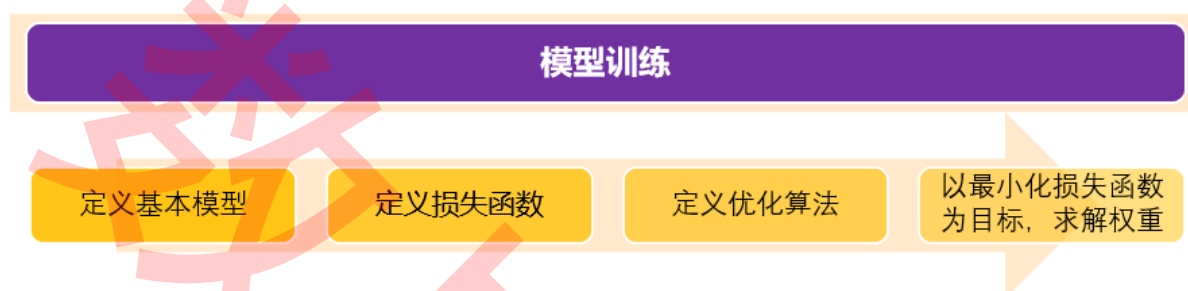 模型训练
定义基本模型
定义损失函数
定义优化算法
以最小化损失函数
为目标，求解权重